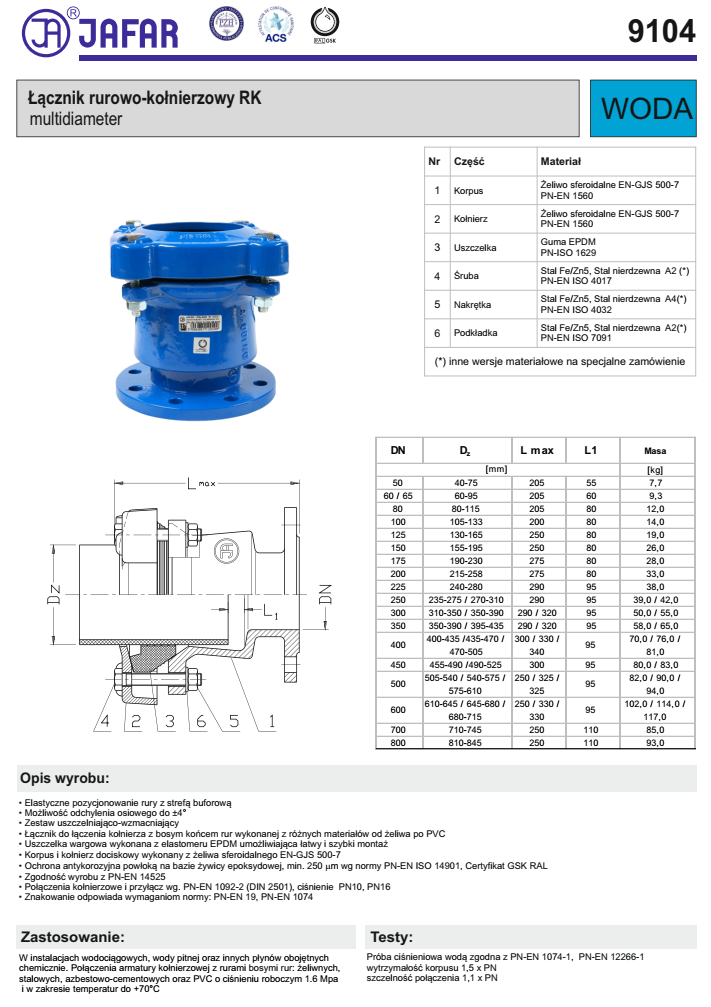 JA
®
JAFAR
PZH
ACS
RAL GSK
9104
Łącznik rurowo-kołnierzowy RK
multidiameter
WODA
Nr Część Materiał
1 Korpus Żeliwo sferoidalne EN-GJS 500-7
PN-EN 1560
2 Kołnierz Żeliwo sferoidalne EN-GJS 500-7
PN-EN 1560
3 Uszczelka Guma EPDM
PN-ISO 1629
4 Śruba Stal Fe/Zn5, Stal nierdzewna A2 (*)
PN-EN ISO 4017
5 Nakrętka Stal Fe/Zn5, Stal nierdzewna A4(*)
PN-EN ISO 4032
6 Podkładka Stal Fe/Zn5, Stal nierdzewna A2(*)
PN-EN ISO 7091
(*) inne wersje materiałowe na specjalne zamówienie
DN Dz L max L1 Masa
[mm] [kg]
50 40-75 205 55 7,7
60 / 65 60-95 205 60 9,3
80 80-115 205 80 12,0
100 105-133 200 80 14,0
125 130-165 250 80 19,0
150 155-195 250 80 26,0
175 190-230 275 80 28,0
200 215-258 275 80 33,0
225 240-280 290 95 38,0
250 235-275 / 270-310 290 95 39,0 / 42,0
300 310-350 / 350-390 290 / 320 95 50,0 / 55,0
350 350-390 / 395-435 290 / 320 95 58,0 / 65,0
400 400-435 /435-470 / 470-505 300 / 330 / 340 95 70,0 / 76,0 / 81,0
450 455-490 /490-525 300 95 80,0 / 83,0
500 505-540 / 540-575 / 575-610 250 / 325 / 325 95 82,0 / 90,0 / 94,0
600 610-645 / 645-680 / 680-715 250 / 330 / 330 95 102,0 / 114,0 / 117,0
700 710-745 250 110 85,0
800 810-845 250 110 93,0
L max
JA
DZ
L1
DN
4 2 3 6 5 1
Opis wyrobu:
• Elastyczne pozycjonowanie rury z strefą buforową
• Możliwość odchylenia osiowego do ±4°
• Zestaw uszczelniająco-wzmacniający
• Łącznik do łączenia kołnierza z bosym końcem rur wykonanej z różnych materiałów od żeliwa po PVC
• Uszczelka wargowa wykonana z elastomeru EPDM umożliwiająca łatwy i szybki montaż
• Korpus i kołnierz dociskowy wykonany z żeliwa sferoidalnego EN-GJS 500-7
• Ochrona antykorozyjna powłoką na bazie żywicy epoksydowej, min. 250 µm wg normy PN-EN ISO 14901, Certyfikat GSK RAL
• Zgodność wyrobu z PN-EN 14525
• Połączenia kołnierzowe i przyłącz wg. PN-EN 1092-2 (DIN 2501), ciśnienie PN10, PN16
• Znakowanie odpowiada wymaganiom normy: PN-EN 19, PN-EN 1074
Zastosowanie:
W instalacjach wodociągowych, wody pitnej oraz innych płynów obojętnych
chemicznie. Połączenia armatury kołnierzowej z rurami bosymi rur: żeliwnych,
stalowych, azbestowo-cementowych oraz PVC o ciśnieniu roboczym 1.6 Mpa
i w zakresie temperatur do +70°C
Testy:
Próba ciśnieniowa wodą zgodna z PN-EN 1074-1, PN-EN 12266-1
wytrzymałość korpusu 1,5 x PN
szczelność połączenia 1,1 x PN